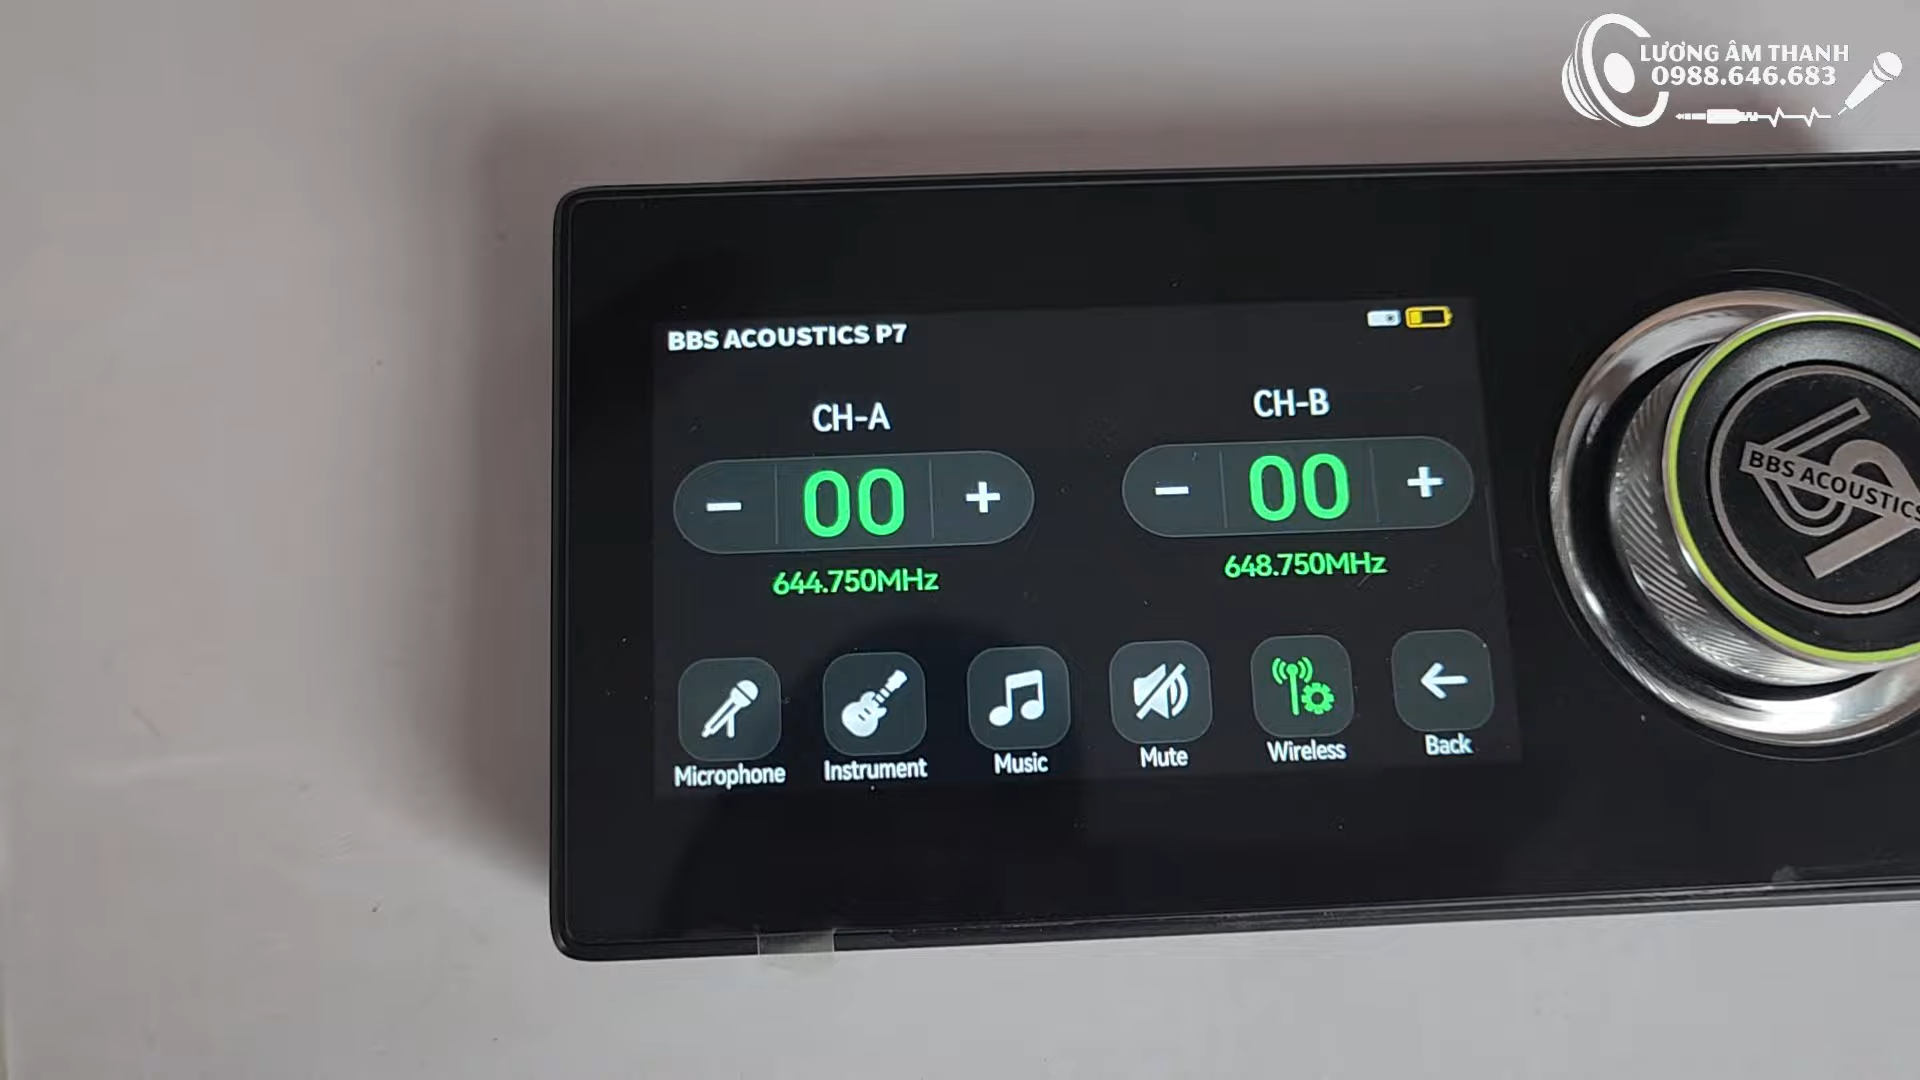 LƯƠNG ÂM THANH
0988.646.683
BBS ACOUSTICS P7
CH-A
CH-B
− 00 +
− 00 +
644.750MHz
648.750MHz
Microphone
Instrument
Music
Mute
Wireless
Back
BBS ACOUSTICS